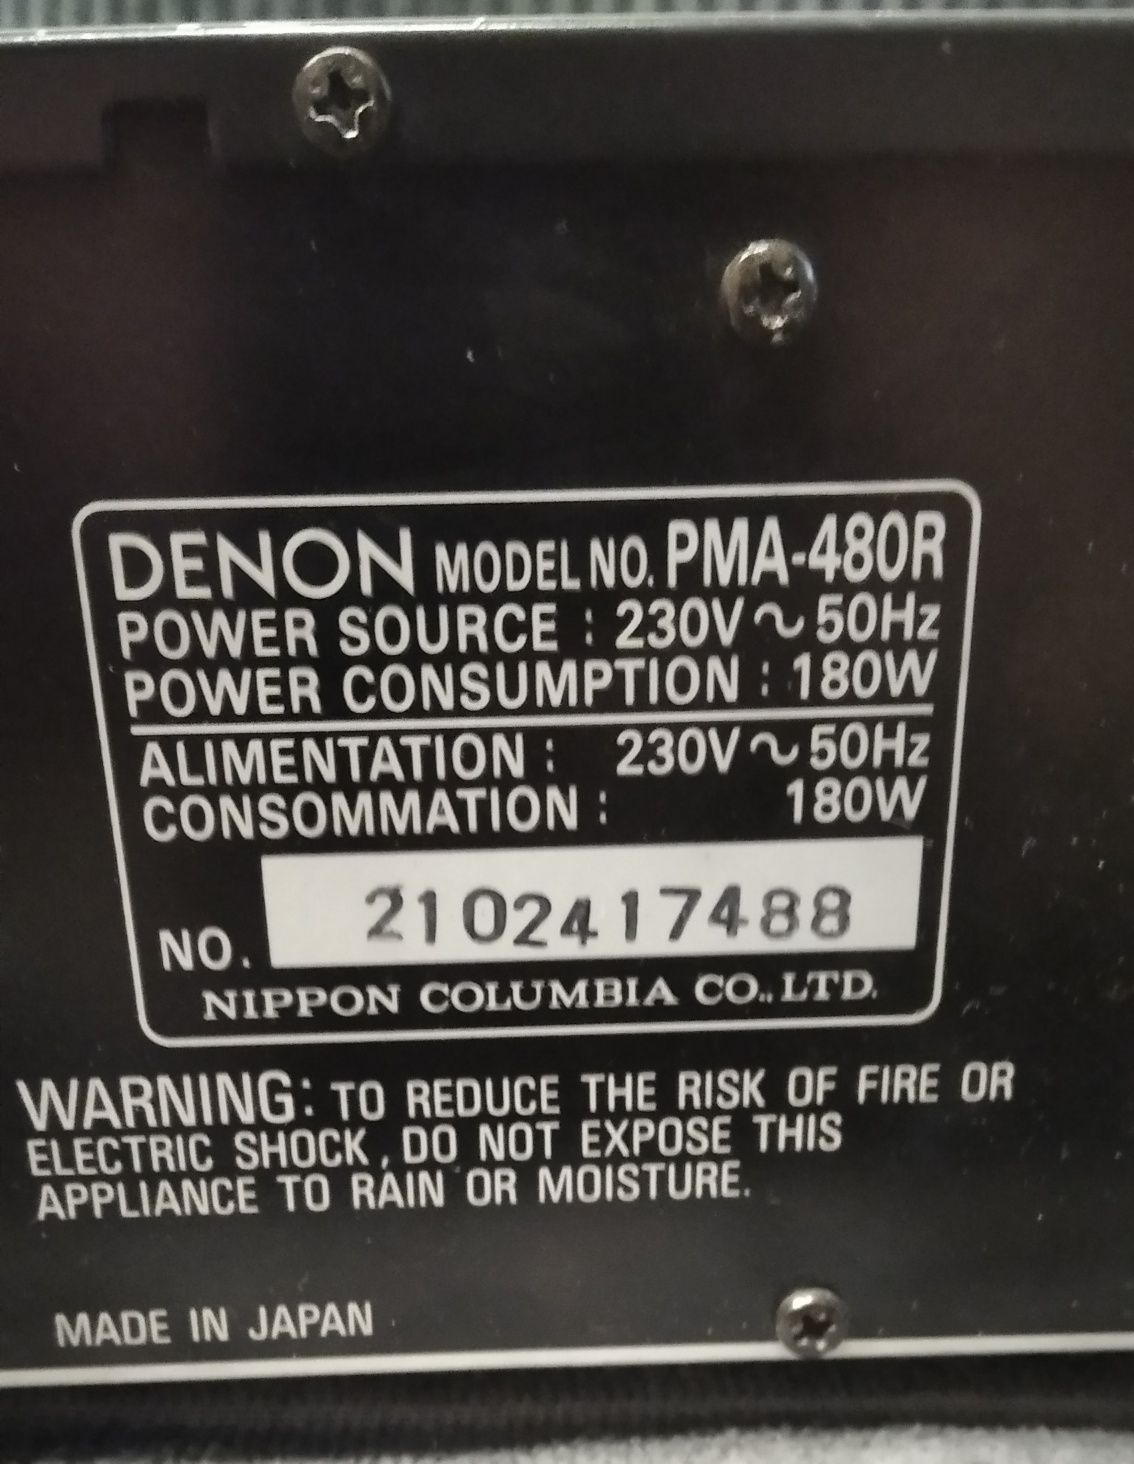 DENON MODEL NO. PMA-480R
POWER SOURCE : 230V ~ 50Hz
POWER CONSUMPTION : 180W
ALIMENTATION : 230V ~ 50Hz
CONSOMMATION : 180W
NO. 2102417488
NIPPON COLUMBIA CO., LTD.
WARNING: TO REDUCE THE RISK OF FIRE OR
ELECTRIC SHOCK, DO NOT EXPOSE THIS
APPLIANCE TO RAIN OR MOISTURE.
MADE IN JAPAN